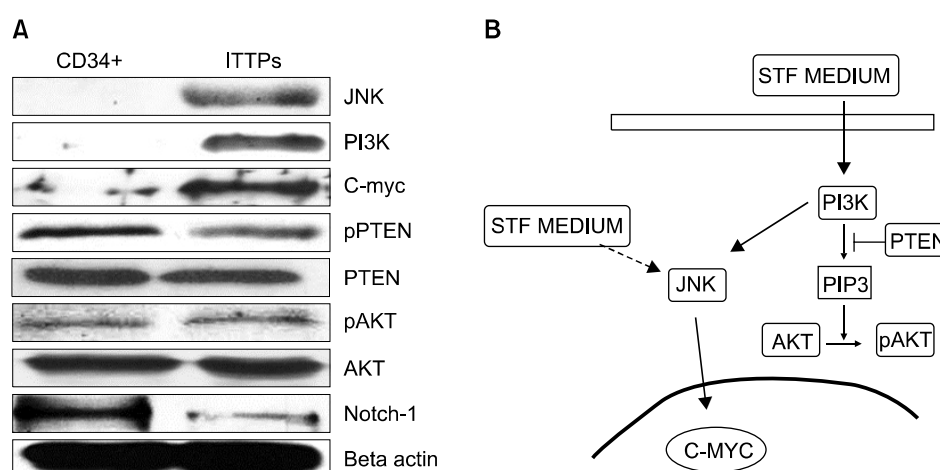 A
CD34+ ITTPs
JNK
PI3K
C-myc
pPTEN
PTEN
pAKT
AKT
Notch-1
Beta actin
B
STF MEDIUM
PI3K
STF MEDIUM
PTEN
JNK
PIP3
AKT
pAKT
C-MYC